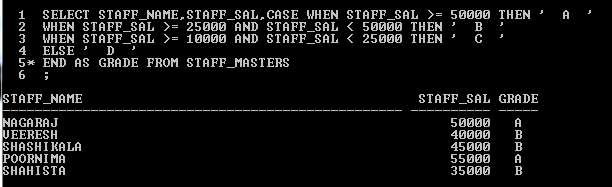 1 SELECT STAFF_NAME,STAFF_SAL,CASE WHEN STAFF_SAL >= 50000 THEN ' A '
2 WHEN STAFF_SAL >= 25000 AND STAFF_SAL < 50000 THEN ' B '
3 WHEN STAFF_SAL >= 10000 AND STAFF_SAL < 25000 THEN ' C '
4 ELSE ' D '
5* END AS GRADE FROM STAFF_MASTERS
6 ;
STAFF_NAME STAFF_SAL GRADE
NAGARAJ 50000 A
VEERESH 40000 B
SHASHIKALA 45000 B
POORNIMA 55000 A
SHAHISTA 35000 B